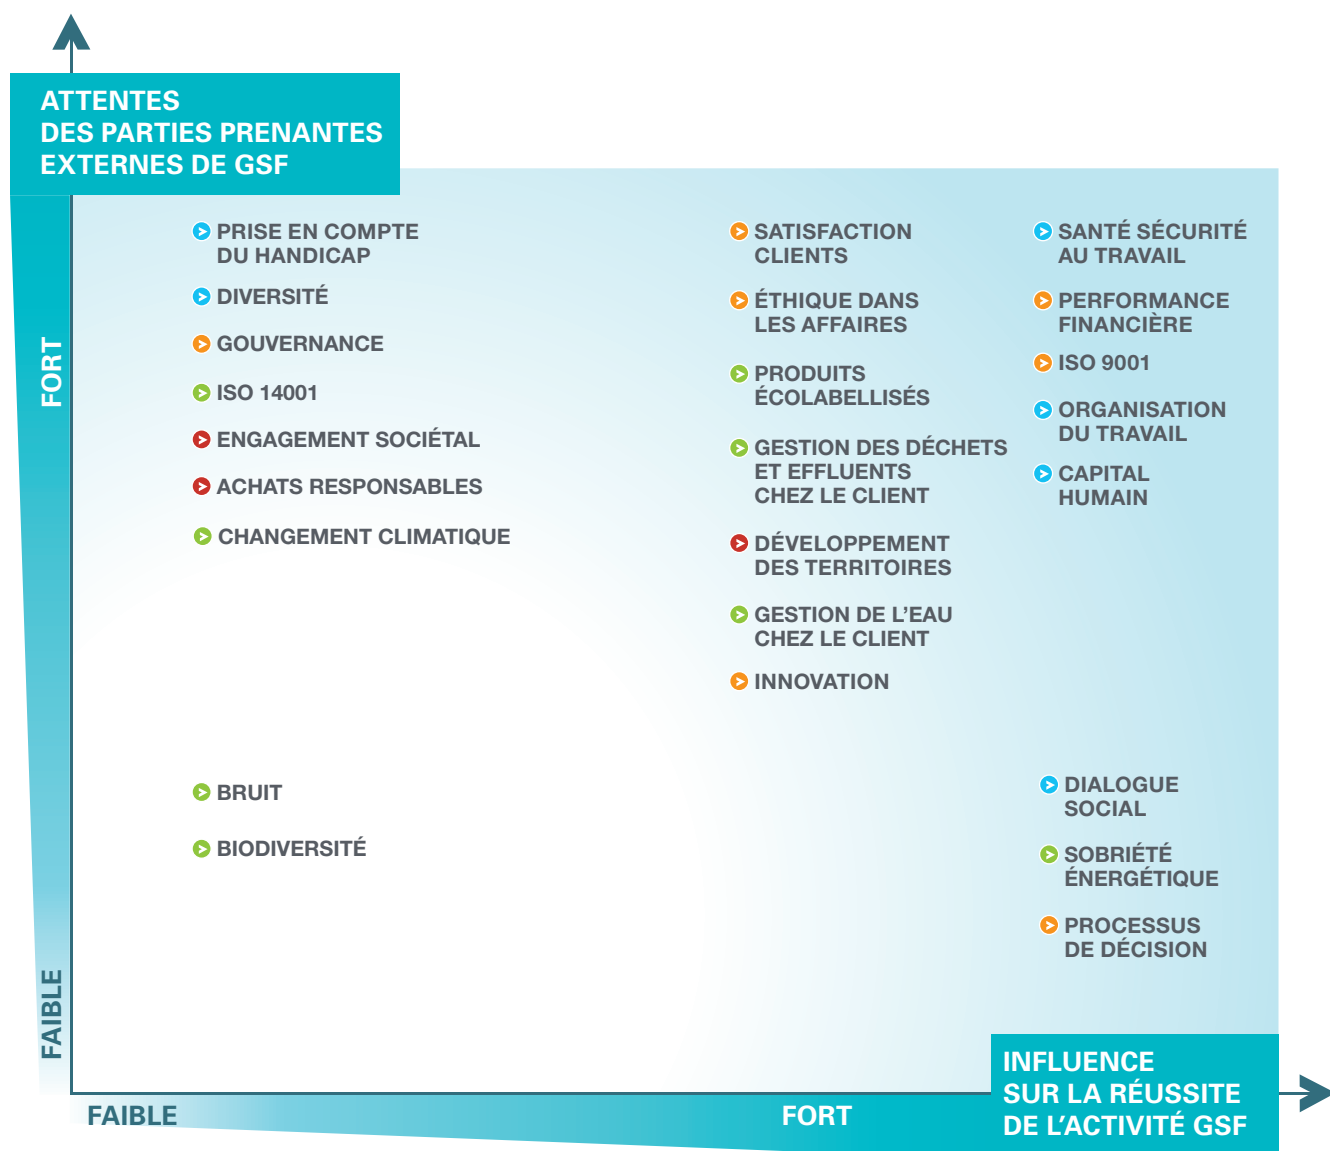 ATTENTES
DES PARTIES PRENANTES
EXTERNES DE GSF
FORT
FAIBLE
PRISE EN COMPTE
DU HANDICAP
DIVERSITÉ
GOUVERNANCE
ISO 14001
ENGAGEMENT SOCIÉTAL
ACHATS RESPONSABLES
CHANGEMENT CLIMATIQUE
BRUIT
BIODIVERSITÉ
SATISFACTION
CLIENTS
ÉTHIQUE DANS
LES AFFAIRES
PRODUITS
ÉCOLABELLISÉS
GESTION DES DÉCHETS
ET EFFLUENTS
CHEZ LE CLIENT
DÉVELOPPEMENT
DES TERRITOIRES
GESTION DE L’EAU
CHEZ LE CLIENT
INNOVATION
SANTÉ SÉCURITÉ
AU TRAVAIL
PERFORMANCE
FINANCIÈRE
ISO 9001
ORGANISATION
DU TRAVAIL
CAPITAL
HUMAIN
DIALOGUE
SOCIAL
SOBRIÉTÉ
ÉNERGÉTIQUE
PROCESSUS
DE DÉCISION
FAIBLE
FORT
INFLUENCE
SUR LA RÉUSSITE
DE L’ACTIVITÉ GSF